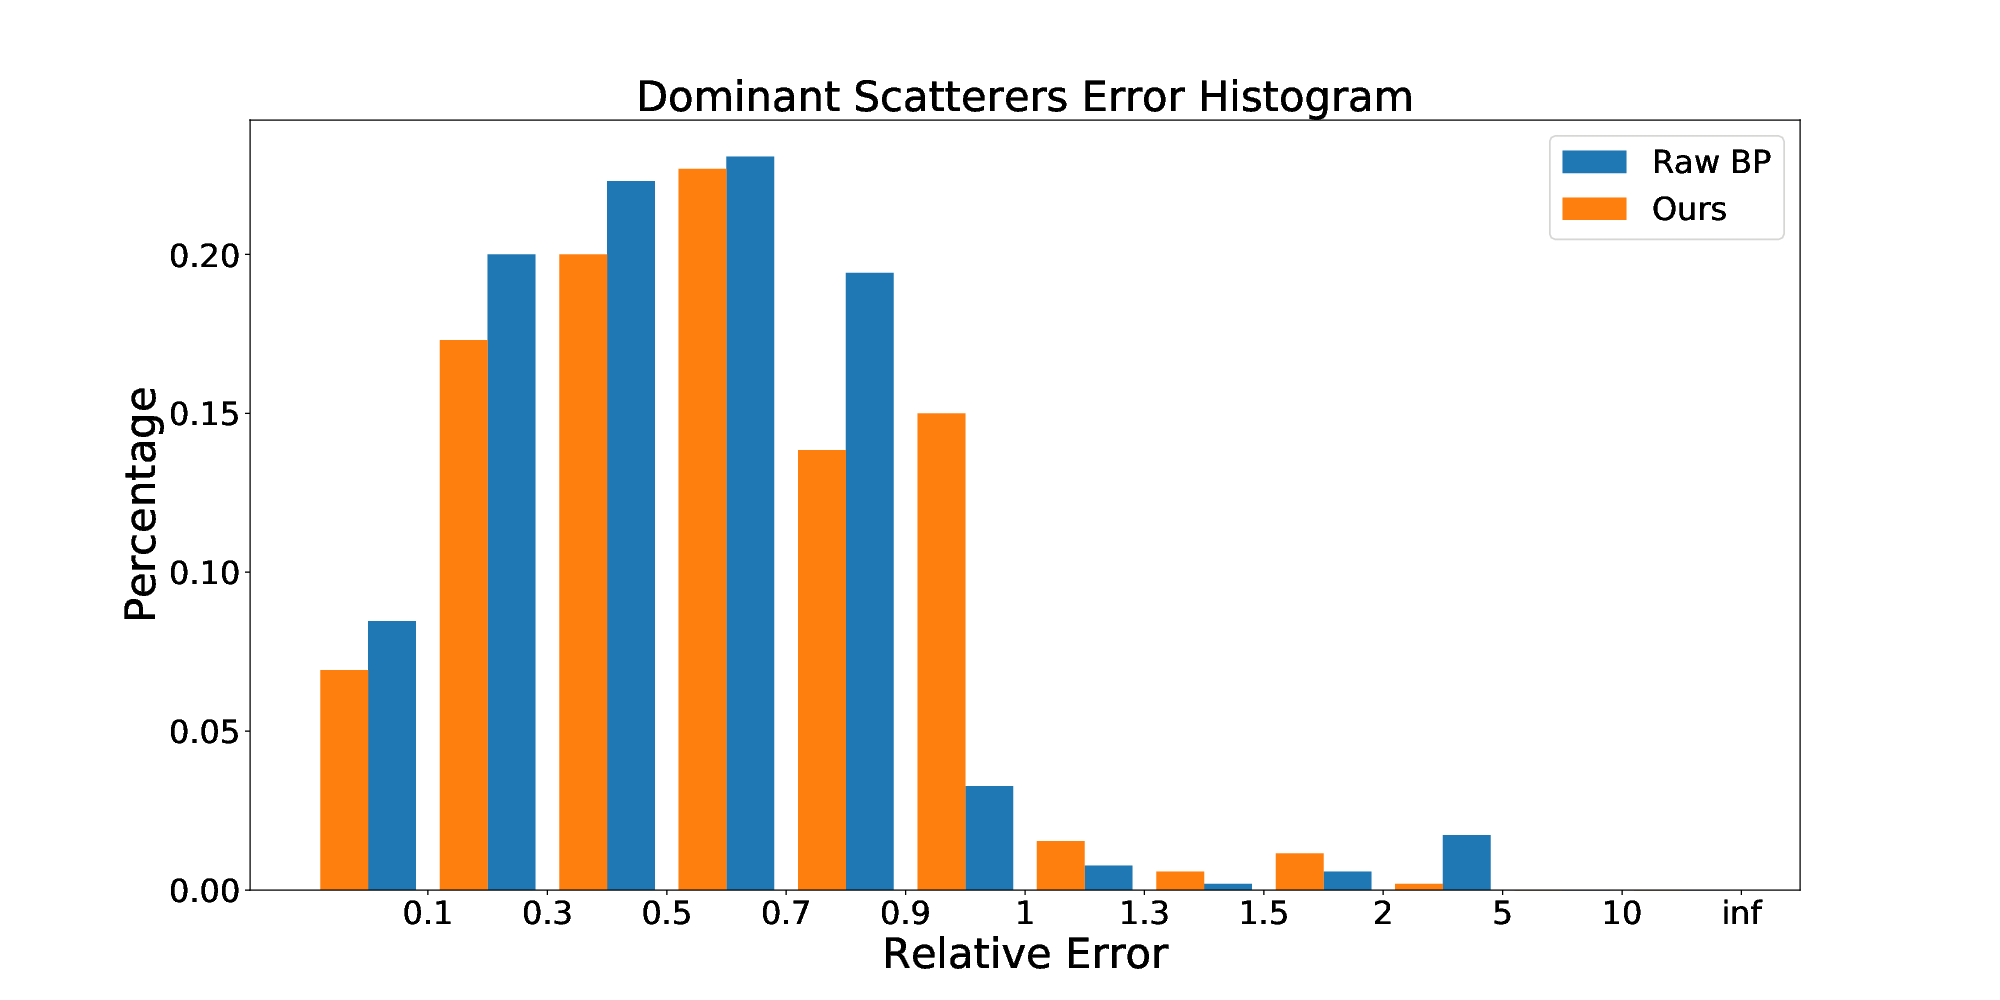 Dominant Scatterers Error Histogram
Raw BP
Ours
Percentage
0.20
0.15
0.10
0.05
0.00
0.1 0.3 0.5 0.7 0.9 1 1.3 1.5 2 5 10 inf
Relative Error